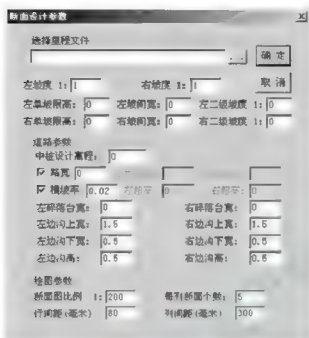 断面设计参数
选择里程文件
... 确定
左坡度 1: 1 右坡度 1: 1 取消
左单坡限高: 0 左坡间宽: 0 左二级坡度 1: 0
右单坡限高: 0 右坡间宽: 0 右二级坡度 1: 0
道路参数
中桩设计高程: 0
路宽 0
横坡率 0.02 左超高 0 右超高: 0
左碎落台宽: 0 右碎落台宽: 0
左边沟上宽: 1.5 右边沟上宽: 1.5
左边沟下宽: 0.5 右边沟下宽: 0.5
左边沟高: 0.5 右边沟高: 0.5
绘图参数
断面图比例 1: 200 每列断面个数: 5
行间距(毫米) 80 列间距(毫米) 300